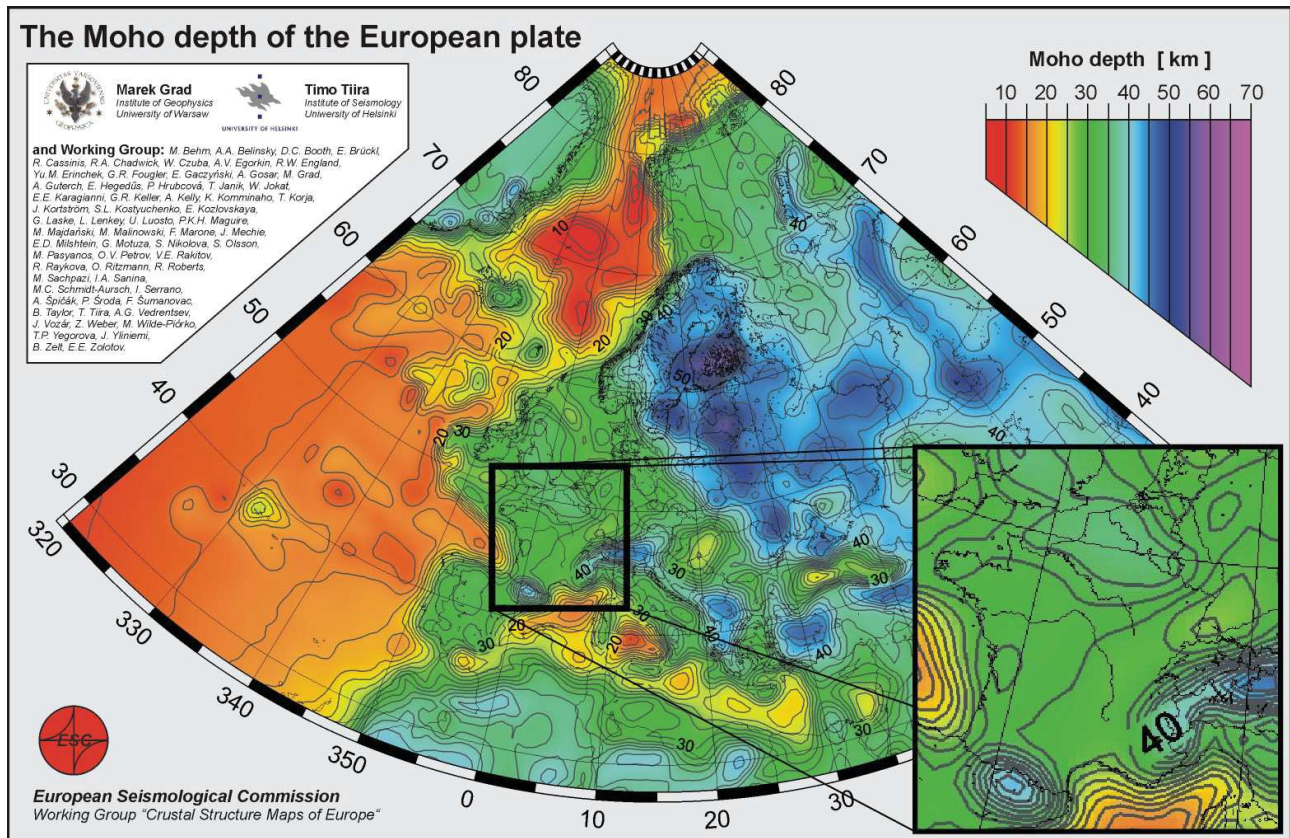 The Moho depth of the European plate
Marek Grad
Institute of Geophysics
University of Warsaw
Timo Tiira
Institute of Seismology
University of Helsinki
UNIVERSITY OF HELSINKI
and Working Group: M. Behm, A.A. Belinsky, D.C. Booth, E. Brückl,
R. Cassinis, R.A. Chadwick, W. Czuba, A.V. Egorkin, R.W. England,
Yu.M. Erinchek, G.R. Fougler, E. Gaczyński, A. Gosar, M. Grad,
A. Guterch, E. Hegedűs, P. Hrubcová, T. Janik, W. Jokat,
E.E. Karagianni, G.R. Keller, A. Kelly, K. Komminaho, T. Korja,
J. Kortström, S.L. Kostyuchenko, E. Kozlovskaya,
G. Laske, L. Lenkey, U. Luosto, P.K.H. Maguire,
M. Majdański, M. Malinowski, F. Marone, J. Mechie,
E.D. Milshtein, G. Motuza, S. Nikolova, S. Olsson,
M. Pasyanos, O.V. Petrov, V.E. Rakitov,
R. Raykova, O. Ritzmann, R. Roberts,
M. Sachpazi, I.A. Sanina,
M.C. Schmidt-Aursch, I. Serrano,
A. Špičák, P. Środa, F. Šumanovac,
B. Taylor, T. Tiira, A.G. Vedrentsev,
J. Vozár, Z. Weber, M. Wilde-Piórko,
T.P. Yegorova, J. Yliniemi,
B. Zelt, E.E. Zolotov.
Moho depth [ km ]
10 20 30 40 50 60 70
80
70
60
50
40
30
320
330
340
350
0
10
20
30
80
70
60
50
40
10
20
20
30
40
50
20
30
40
40
40
30
40
30
30
20
20
40
40
30
30
30
30
40
ESC
European Seismological Commission
Working Group "Crustal Structure Maps of Europe"